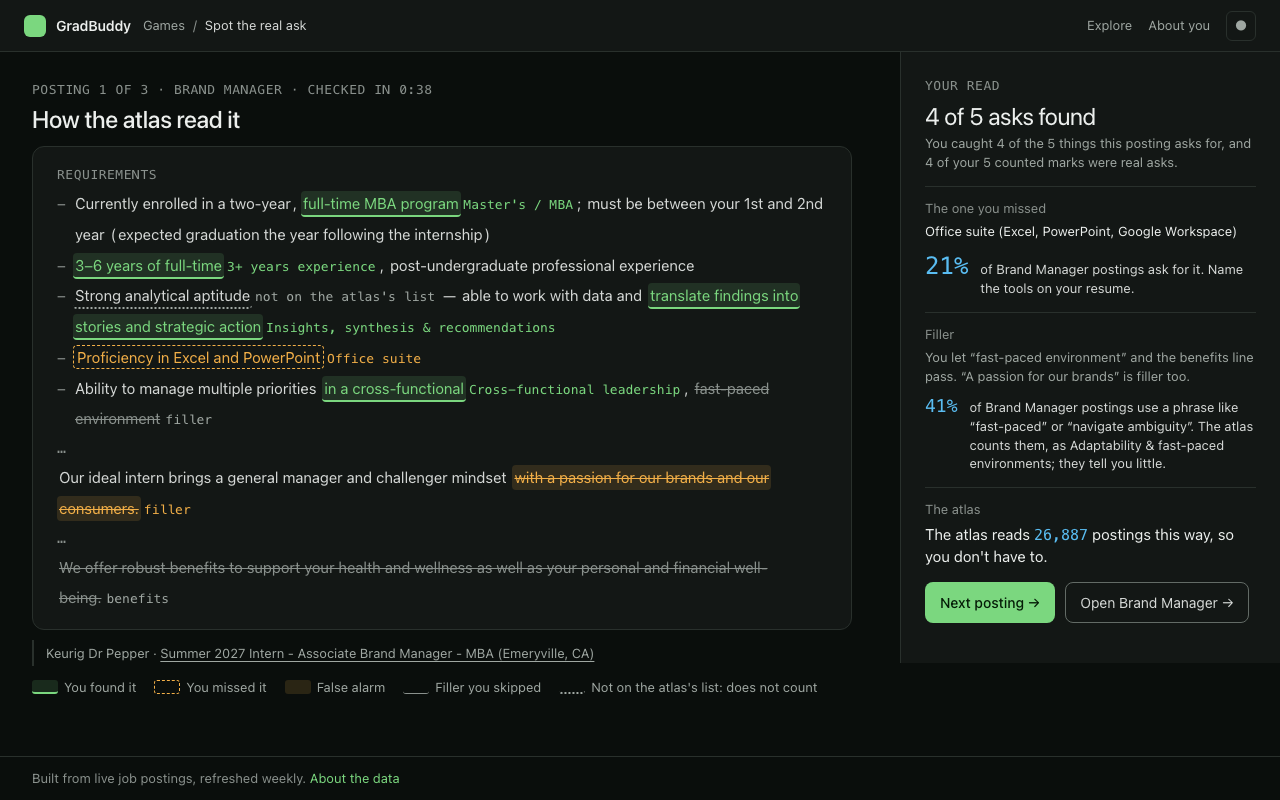 GradBuddy Games / Spot the real ask Explore About you
POSTING 1 OF 3 · BRAND MANAGER · CHECKED IN 0:38
How the atlas read it
REQUIREMENTS
– Currently enrolled in a two-year, full-time MBA program Master's / MBA ; must be between your 1st and 2nd
year (expected graduation the year following the internship)
– 3–6 years of full-time 3+ years experience , post-undergraduate professional experience
– Strong analytical aptitude not on the atlas's list — able to work with data and translate findings into
stories and strategic action Insights, synthesis & recommendations
– Proficiency in Excel and PowerPoint Office suite
– Ability to manage multiple priorities in a cross-functional Cross-functional leadership , fast-paced
environment filler
…
Our ideal intern brings a general manager and challenger mindset with a passion for our brands and our
consumers. filler
…
We offer robust benefits to support your health and wellness as well as your personal and financial well-
being. benefits
Keurig Dr Pepper · Summer 2027 Intern - Associate Brand Manager - MBA (Emeryville, CA)
You found it You missed it False alarm Filler you skipped Not on the atlas's list: does not count
YOUR READ
4 of 5 asks found
You caught 4 of the 5 things this posting asks for, and
4 of your 5 counted marks were real asks.
The one you missed
Office suite (Excel, PowerPoint, Google Workspace)
21% of Brand Manager postings ask for it. Name
the tools on your resume.
Filler
You let “fast-paced environment” and the benefits line
pass. “A passion for our brands” is filler too.
41% of Brand Manager postings use a phrase like
“fast-paced” or “navigate ambiguity”. The atlas
counts them, as Adaptability & fast-paced
environments; they tell you little.
The atlas
The atlas reads 26,887 postings this way, so
you don't have to.
Next posting → Open Brand Manager →
Built from live job postings, refreshed weekly. About the data